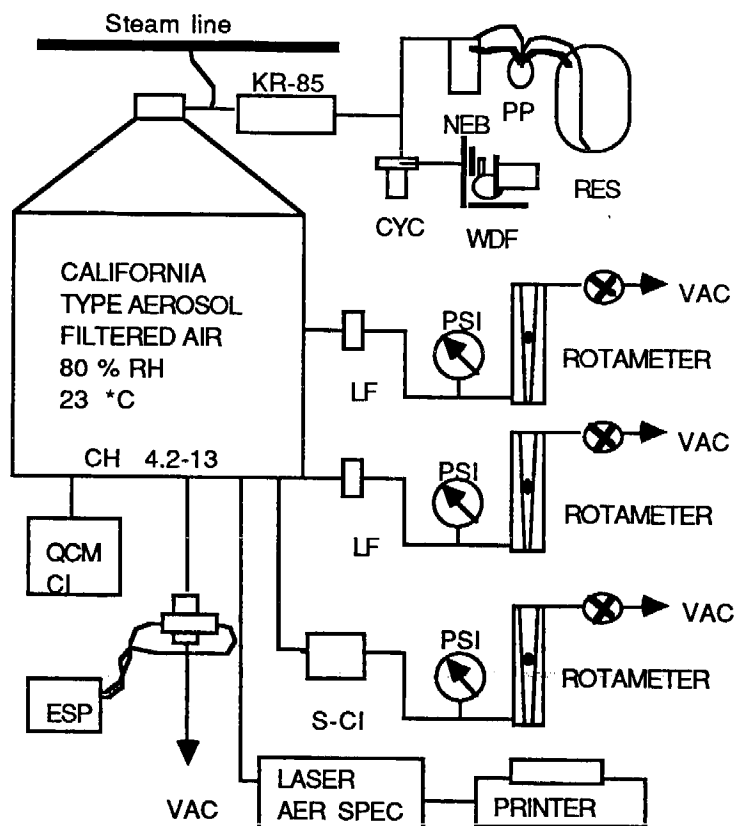 Steam line
KR-85
NEB
PP
RES
CYC
WDF
CALIFORNIA
TYPE AEROSOL
FILTERED AIR
80 % RH
23 *C
CH 4.2-13
PSI
VAC
ROTAMETER
LF
PSI
VAC
ROTAMETER
LF
QCM
CI
PSI
VAC
ROTAMETER
ESP
S-CI
VAC
LASER
AER SPEC
PRINTER